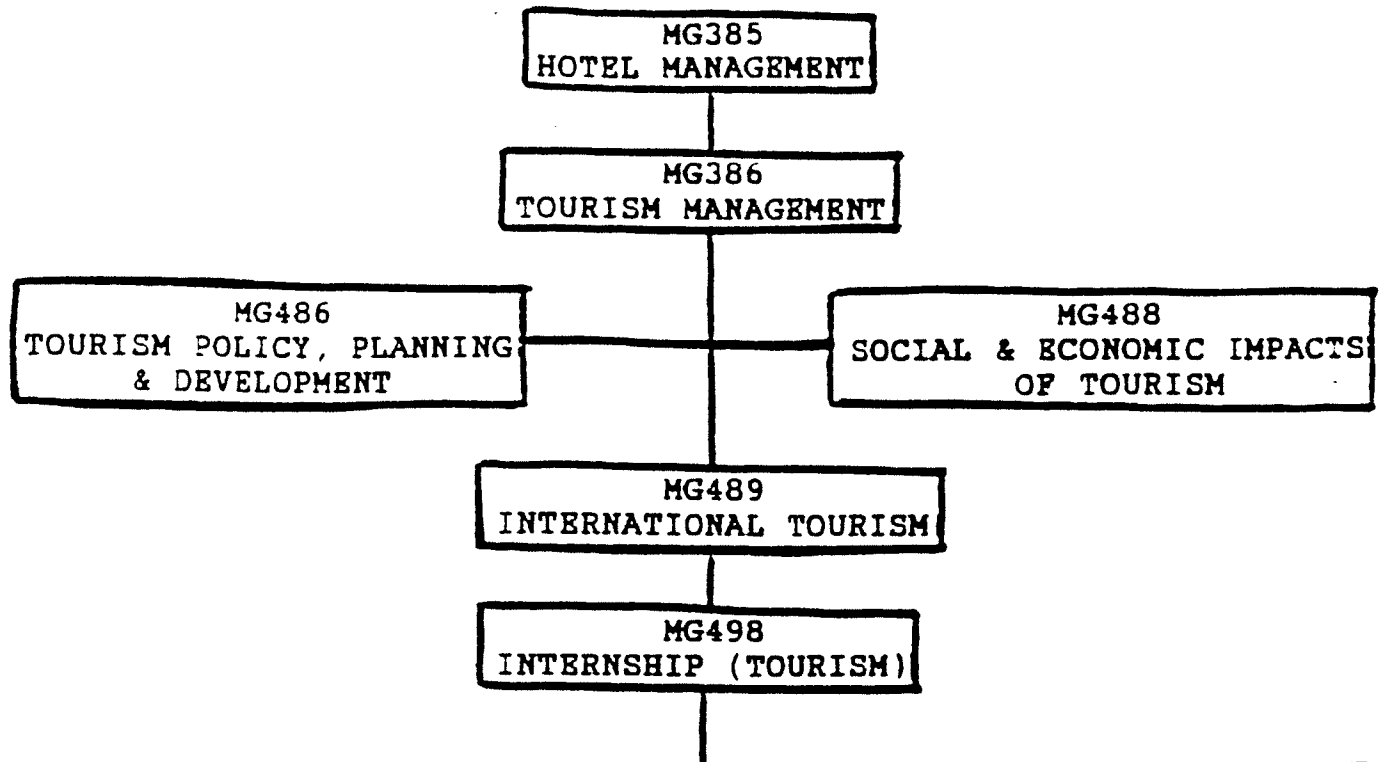 MG385
HOTEL MANAGEMENT
MG386
TOURISM MANAGEMENT
MG486
TOURISM POLICY, PLANNING
& DEVELOPMENT
MG488
SOCIAL & ECONOMIC IMPACTS
OF TOURISM
MG489
INTERNATIONAL TOURISM
MG498
INTERNSHIP (TOURISM)